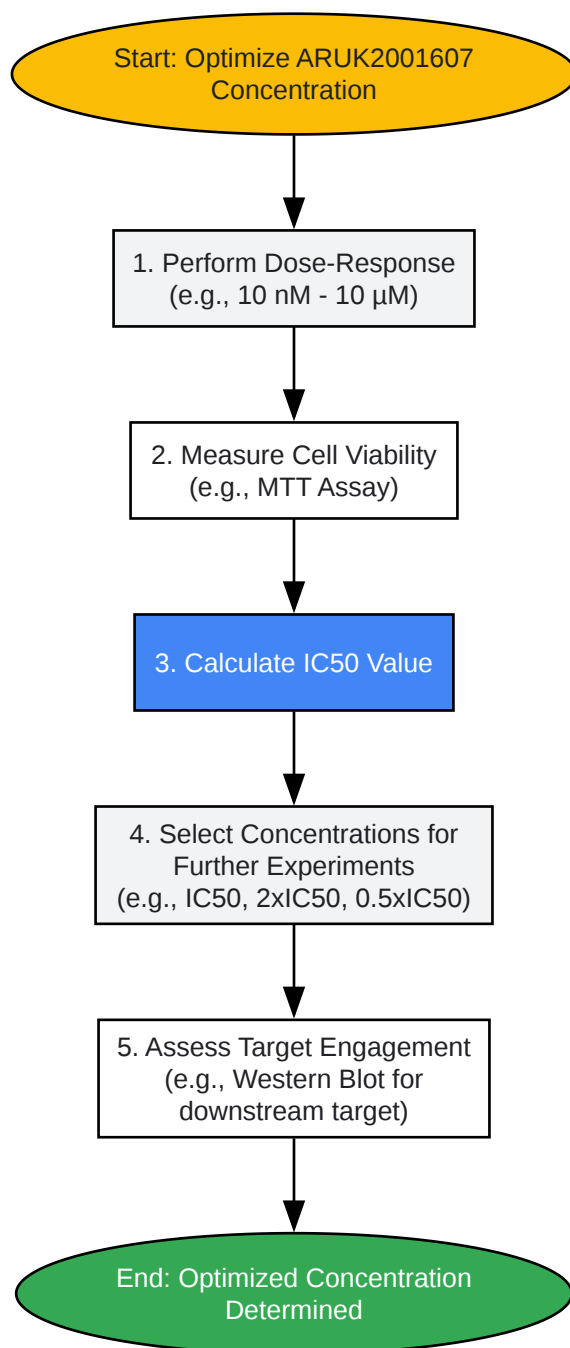 Start: Optimize ARUK2001607
Concentration
1. Perform Dose-Response
(e.g., 10 nM - 10 µM)
2. Measure Cell Viability
(e.g., MTT Assay)
3. Calculate IC50 Value
4. Select Concentrations for
Further Experiments
(e.g., IC50, 2xIC50, 0.5xIC50)
5. Assess Target Engagement
(e.g., Western Blot for
downstream target)
End: Optimized Concentration
Determined